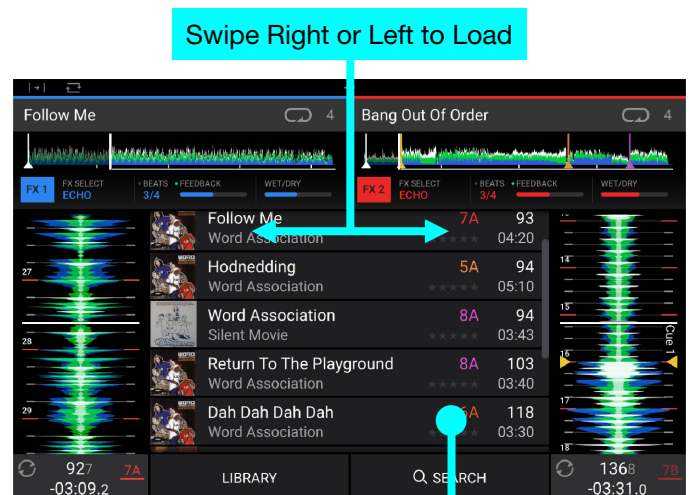 Swipe Right or Left to Load
Follow Me
4
Bang Out Of Order
4
FX 1
FX SELECT
ECHO
BEATS
3/4
FEEDBACK
WET/DRY
FX 2
FX SELECT
ECHO
BEATS
3/4
FEEDBACK
WET/DRY
Follow Me 7A 93
Word Association 04:20
Hodnedding 5A 94
Word Association 05:10
Word Association 8A 94
Silent Movie 03:43
Return To The Playground 8A 103
Word Association 03:40
Dah Dah Dah Dah 6A 118
Word Association 03:30
27
28
29
14
15
Cue 1
16
17
18
927 7A
-03:09.2
LIBRARY
SEARCH
1368 7B
-03:31.0